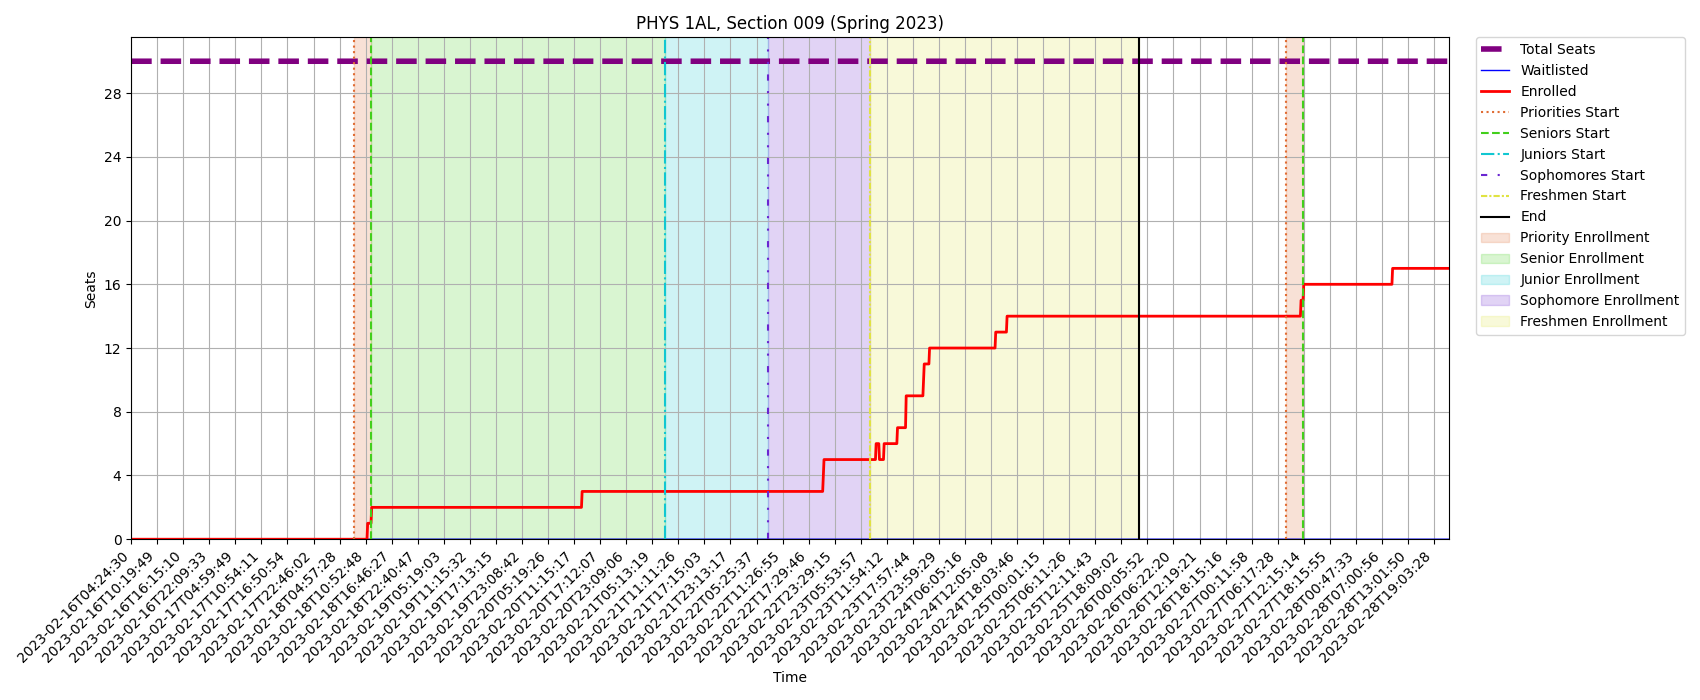 PHYS 1AL, Section 009 (Spring 2023)
Seats
28
24
20
16
12
8
4
0
2023-02-16T04:24:30
2023-02-16T10:19:49
2023-02-16T16:15:10
2023-02-16T22:09:33
2023-02-17T04:59:49
2023-02-17T10:54:11
2023-02-17T16:50:54
2023-02-17T22:46:02
2023-02-18T04:57:28
2023-02-18T10:52:48
2023-02-18T16:46:27
2023-02-18T22:40:47
2023-02-19T05:19:03
2023-02-19T11:15:32
2023-02-19T17:13:15
2023-02-19T23:08:42
2023-02-20T05:19:26
2023-02-20T11:15:17
2023-02-20T17:12:07
2023-02-20T23:09:06
2023-02-21T05:13:19
2023-02-21T11:11:26
2023-02-21T17:15:03
2023-02-21T23:13:17
2023-02-22T05:25:37
2023-02-22T11:26:55
2023-02-22T17:29:46
2023-02-22T23:29:15
2023-02-23T05:53:57
2023-02-23T11:54:12
2023-02-23T17:57:44
2023-02-23T23:59:29
2023-02-24T06:05:16
2023-02-24T12:05:08
2023-02-24T18:03:46
2023-02-25T00:01:15
2023-02-25T06:11:26
2023-02-25T12:11:43
2023-02-25T18:09:02
2023-02-26T00:05:52
2023-02-26T06:22:20
2023-02-26T12:19:21
2023-02-26T18:15:16
2023-02-27T00:11:58
2023-02-27T06:17:28
2023-02-27T12:15:14
2023-02-27T18:15:55
2023-02-28T00:47:33
2023-02-28T07:00:56
2023-02-28T13:01:50
2023-02-28T19:03:28
Time
Total Seats
Waitlisted
Enrolled
Priorities Start
Seniors Start
Juniors Start
Sophomores Start
Freshmen Start
End
Priority Enrollment
Senior Enrollment
Junior Enrollment
Sophomore Enrollment
Freshmen Enrollment